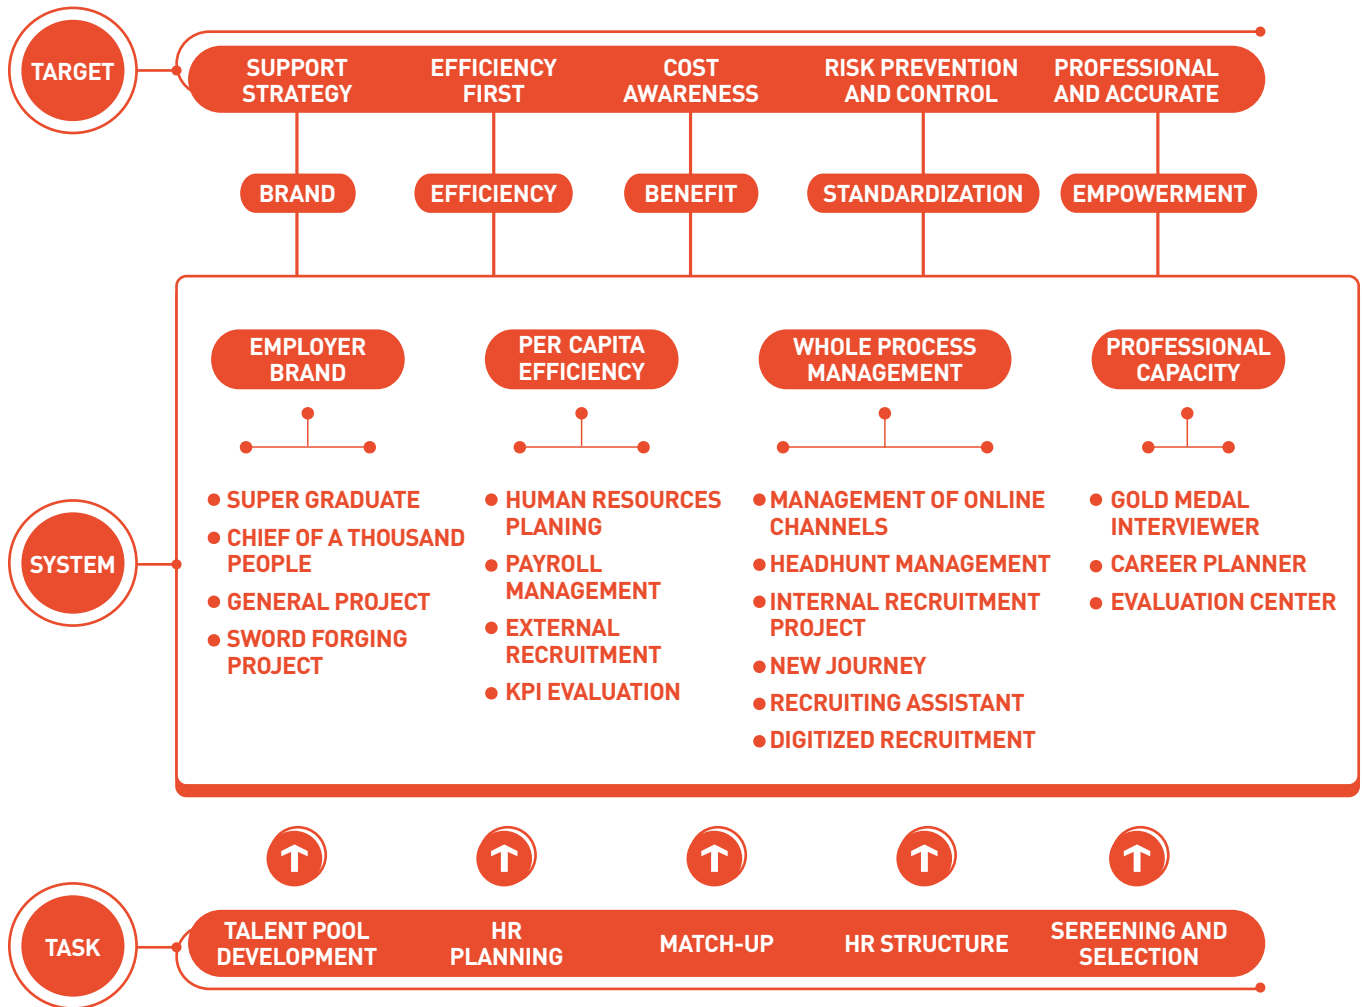 TARGET
SUPPORT
STRATEGY
EFFICIENCY
FIRST
COST
AWARENESS
RISK PREVENTION
AND CONTROL
PROFESSIONAL
AND ACCURATE
BRAND
EFFICIENCY
BENEFIT
STANDARDIZATION
EMPOWERMENT
SYSTEM
EMPLOYER
BRAND
SUPER GRADUATE
CHIEF OF A THOUSAND
PEOPLE
GENERAL PROJECT
SWORD FORGING
PROJECT
PER CAPITA
EFFICIENCY
HUMAN RESOURCES
PLANING
PAYROLL
MANAGEMENT
EXTERNAL
RECRUITMENT
KPI EVALUATION
WHOLE PROCESS
MANAGEMENT
MANAGEMENT OF ONLINE
CHANNELS
HEADHUNT MANAGEMENT
INTERNAL RECRUITMENT
PROJECT
NEW JOURNEY
RECRUITING ASSISTANT
DIGITIZED RECRUITMENT
PROFESSIONAL
CAPACITY
GOLD MEDAL
INTERVIEWER
CAREER PLANNER
EVALUATION CENTER
TASK
TALENT POOL
DEVELOPMENT
HR
PLANNING
MATCH-UP
HR STRUCTURE
SEREENING AND
SELECTION